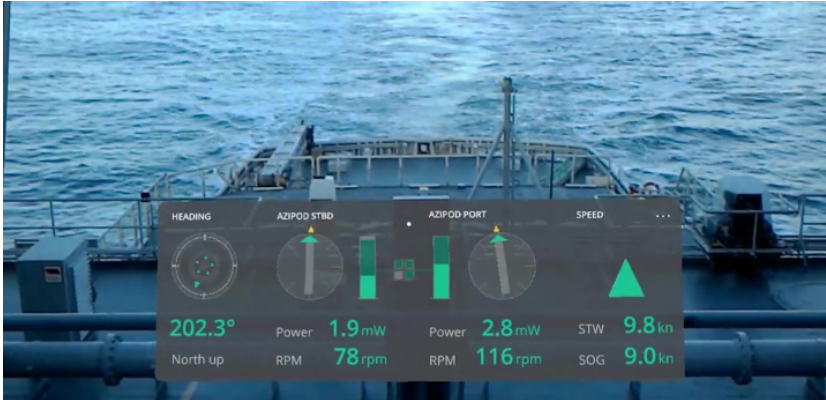 HEADING AZIPOD STBD AZIPOD PORT SPEED ...
202.3° Power 1.9 mW Power 2.8 mW STW 9.8 kn
North up RPM 78 rpm RPM 116 rpm SOG 9.0 kn